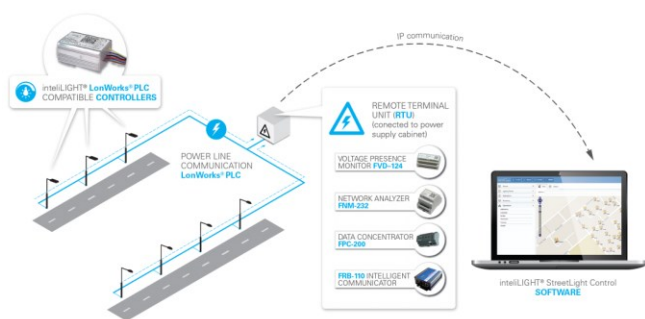 IP communication
inteliLIGHT® LonWorks® PLC
COMPATIBLE CONTROLLERS
POWER LINE
COMMUNICATION
LonWorks® PLC
REMOTE TERMINAL
UNIT (RTU)
(conected to power
supply cabinet)
VOLTAGE PRESENCE
MONITOR FVD-124
NETWORK ANALYZER
FNM-232
DATA CONCENTRATOR
FPC-200
FRB-110 INTELLIGENT
COMMUNICATOR
inteliLIGHT® StreetLight Control
SOFTWARE